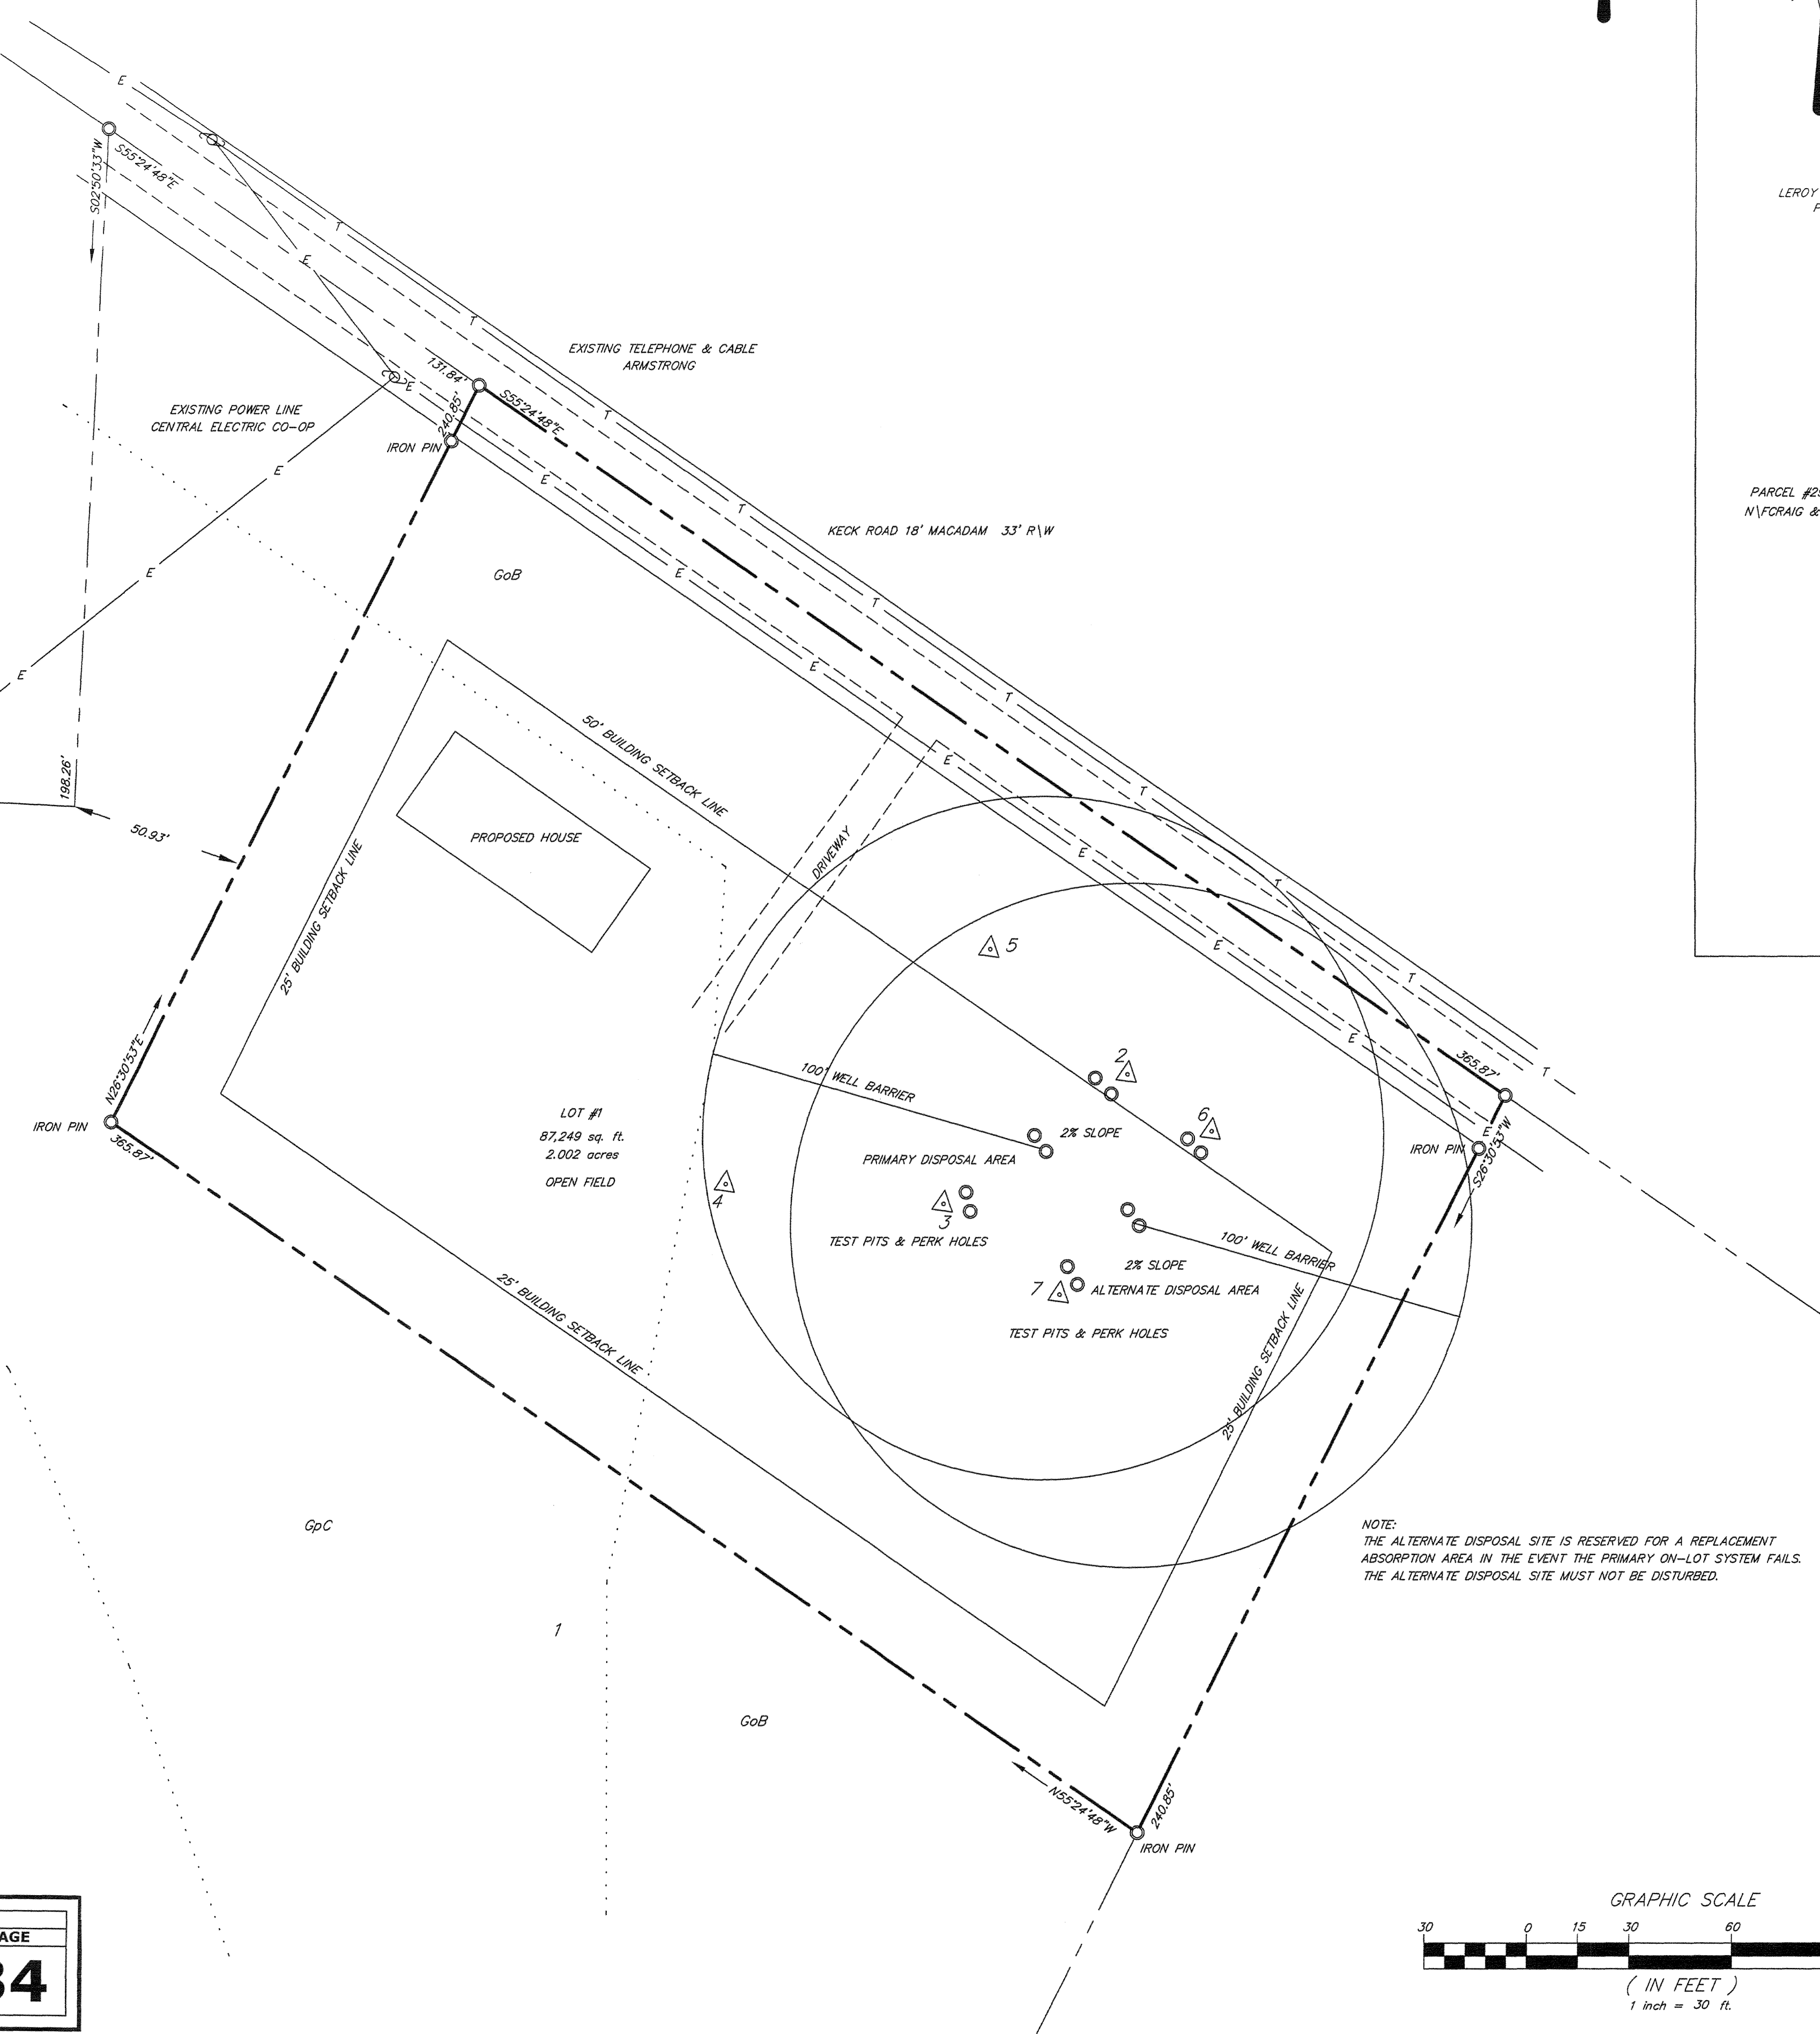 LEROY
E
S55°24'48"E
S02°50'33"W
T
E
T
EXISTING TELEPHONE & CABLE
ARMSTRONG
131.84'
E
S55°24'48"E
240.85'
T
EXISTING POWER LINE
CENTRAL ELECTRIC CO-OP
IRON PIN
E
E
T
PARCEL #2
N\FCRAIG &
KECK ROAD 18' MACADAM 33' R\W
E
E
GoB
T
E
E
T
50' BUILDING SETBACK LINE
198.26'
50.93'
E
T
PROPOSED HOUSE
DRIVEWAY
E
T
25' BUILDING SETBACK LINE
5
E
T
E
T
365.87'
N26°30'53"E
2
100' WELL BARRIER
LOT #1
87,249 sq. ft.
2.002 acres
OPEN FIELD
6
2% SLOPE
E
IRON PIN
S26°30'53"W
IRON PIN
365.87'
PRIMARY DISPOSAL AREA
4
3
TEST PITS & PERK HOLES
100' WELL BARRIER
2% SLOPE
7
ALTERNATE DISPOSAL AREA
TEST PITS & PERK HOLES
25' BUILDING SETBACK LINE
25' BUILDING SETBACK LINE
GpC
NOTE:
THE ALTERNATE DISPOSAL SITE IS RESERVED FOR A REPLACEMENT
ABSORPTION AREA IN THE EVENT THE PRIMARY ON-LOT SYSTEM FAILS.
THE ALTERNATE DISPOSAL SITE MUST NOT BE DISTURBED.
1
GoB
N55°24'48"W
240.85'
IRON PIN
AGE
34
GRAPHIC SCALE
30 0 15 30 60
( IN FEET )
1 inch = 30 ft.